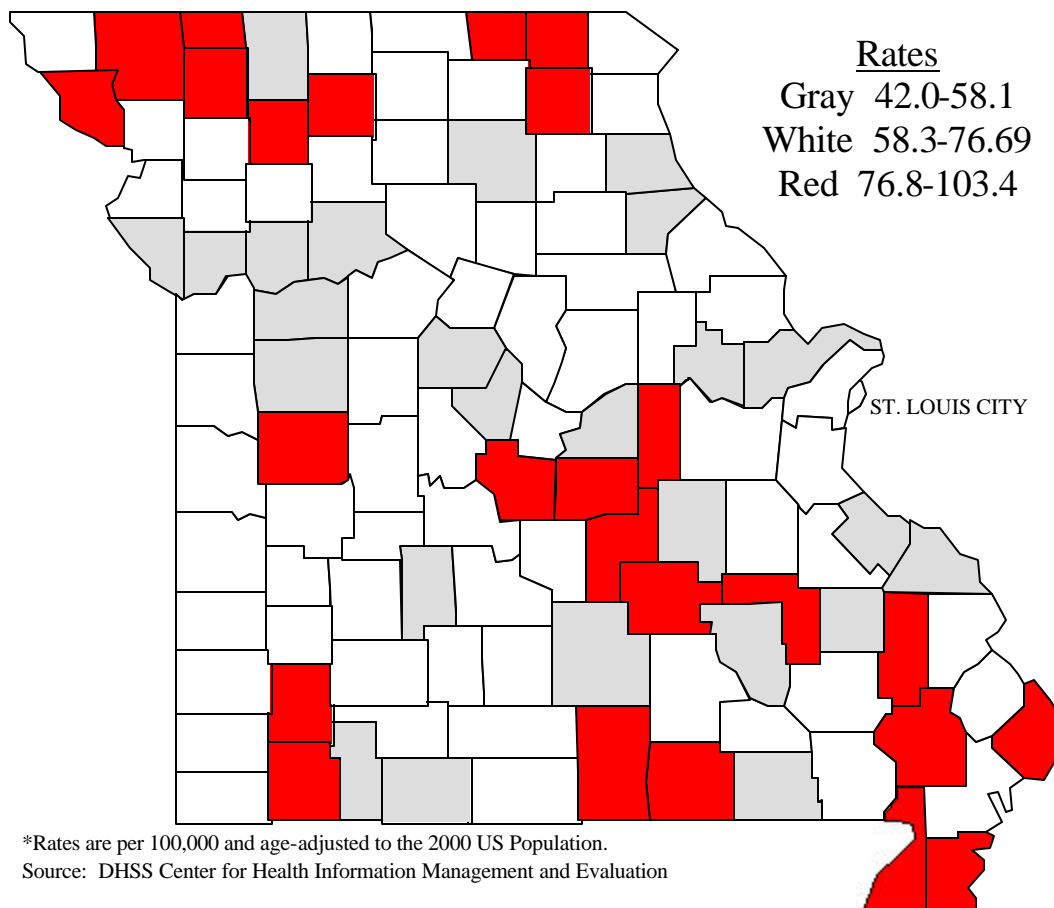 Rates
Gray 42.0-58.1
White 58.3-76.69
Red 76.8-103.4
ST. LOUIS CITY
*Rates are per 100,000 and age-adjusted to the 2000 US Population.
Source: DHSS Center for Health Information Management and Evaluation